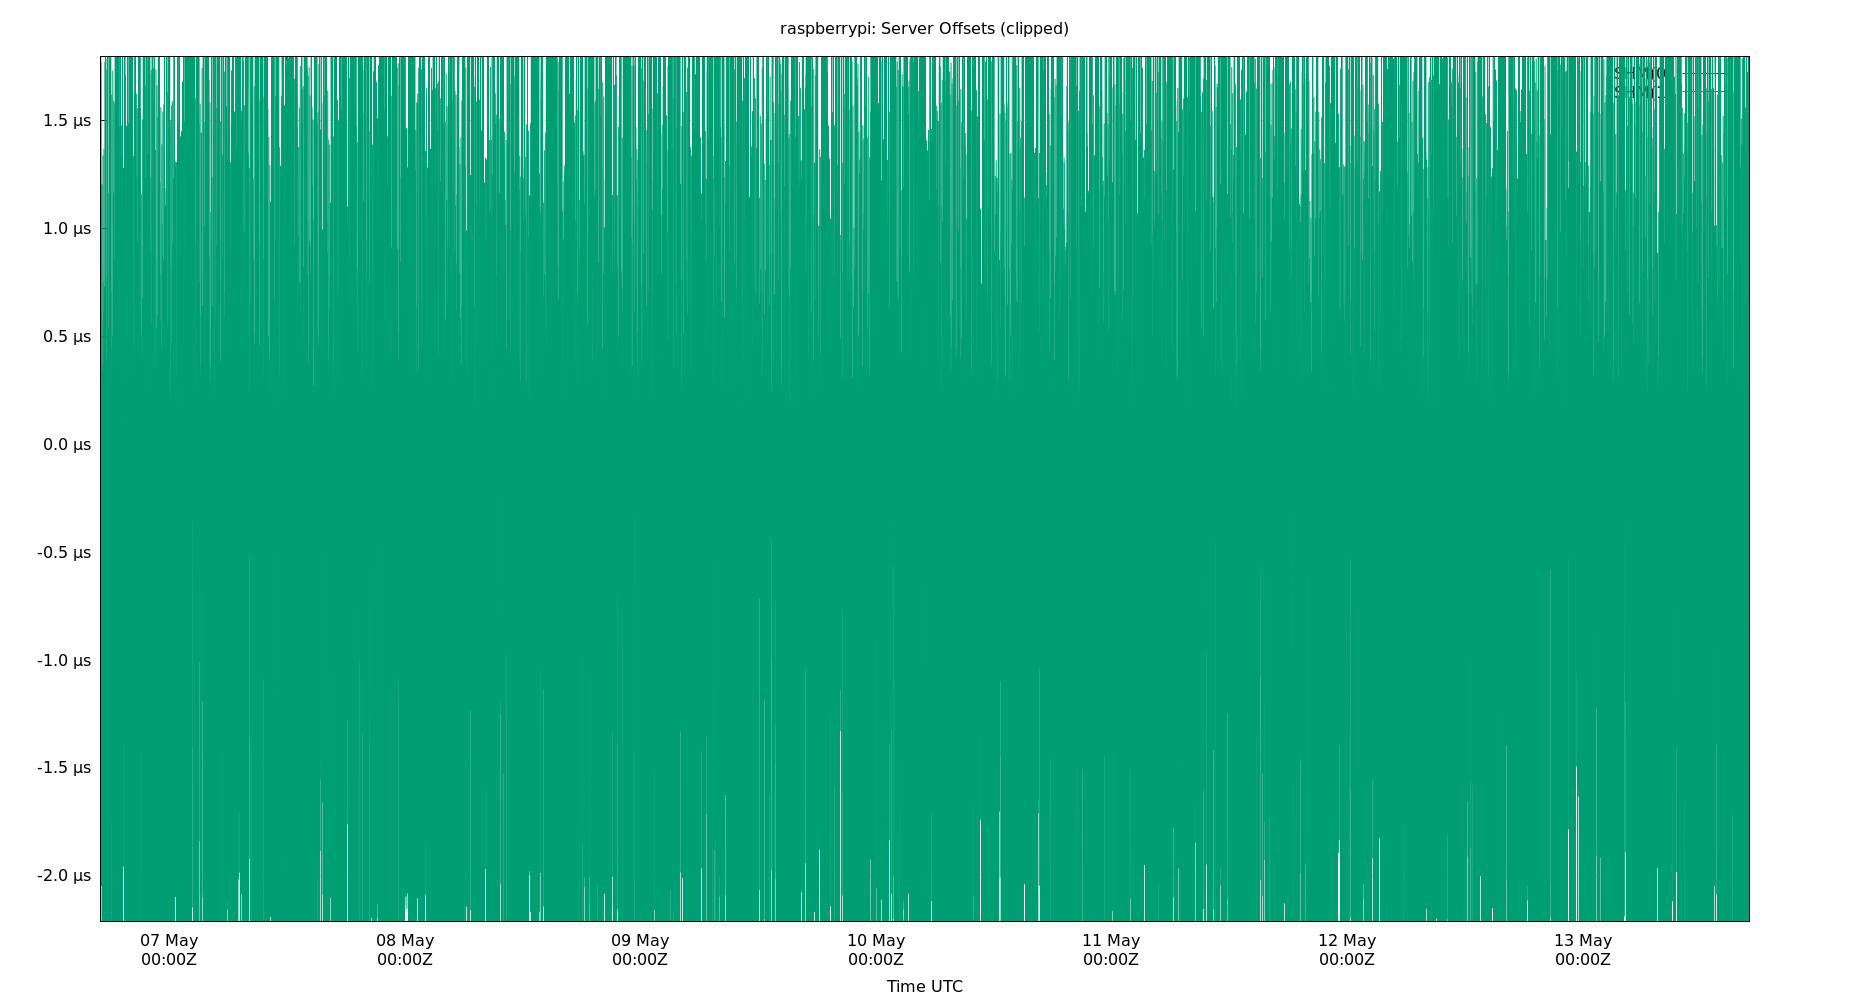 raspberrypi: Server Offsets (clipped)
1.5 µs
1.0 µs
0.5 µs
0.0 µs
-0.5 µs
-1.0 µs
-1.5 µs
-2.0 µs
07 May
00:00Z
08 May
00:00Z
09 May
00:00Z
10 May
00:00Z
11 May
00:00Z
12 May
00:00Z
13 May
00:00Z
Time UTC